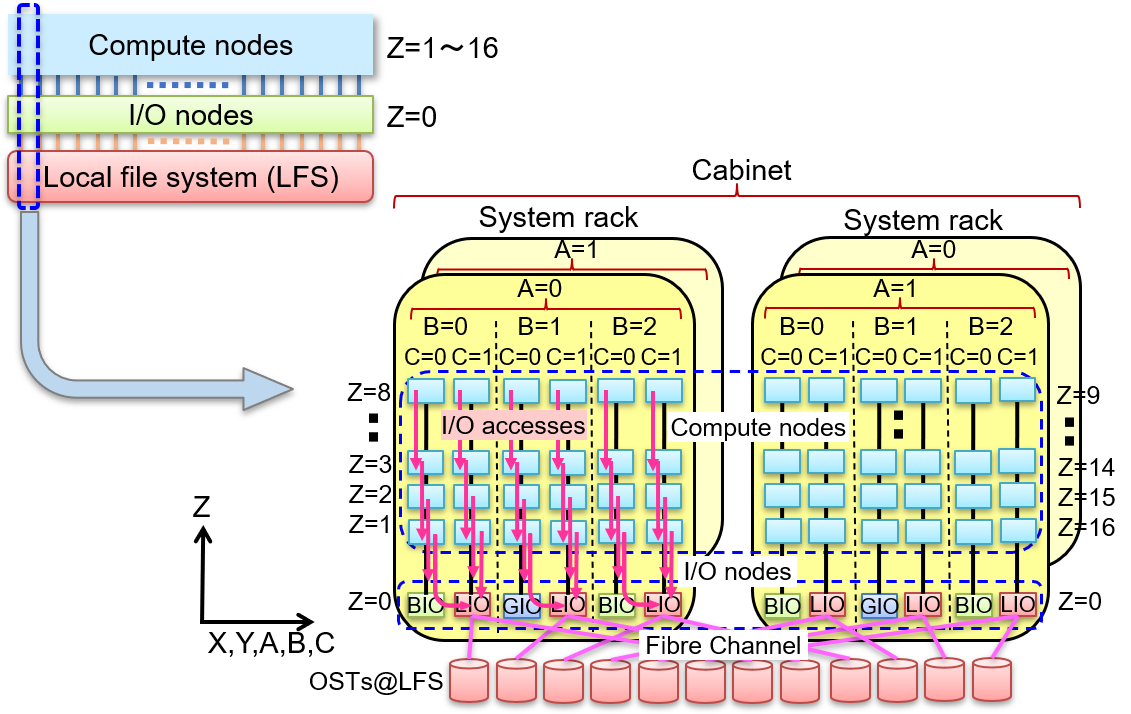 Compute nodes
Z=1～16
I/O nodes
Z=0
Local file system (LFS)
Cabinet
System rack
System rack
A=1
A=0
A=0
A=1
B=0 B=1 B=2
B=0 B=1 B=2
C=0 C=1 C=0 C=1 C=0 C=1
C=0 C=1 C=0 C=1 C=0 C=1
Z=8
Z=9
I/O accesses
Compute nodes
Z=3
Z=14
Z=2
Z=15
Z=1
Z=16
I/O nodes
Z=0
BIO LIO GIO LIO BIO LIO
BIO LIO GIO LIO BIO LIO
Z=0
Z
X,Y,A,B,C
Fibre Channel
OSTs@LFS